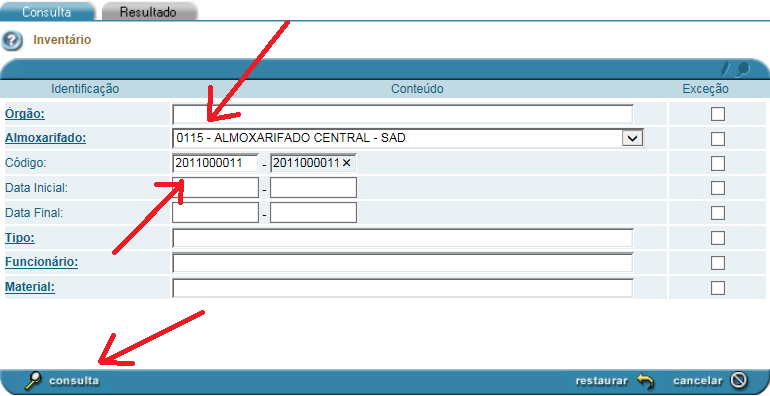 Consulta Resultado
Inventário
Identificação Conteúdo Exceção
Órgão:
Almoxarifado: 0115 - ALMOXARIFADO CENTRAL - SAD
Código: 2011000011 - 2011000011
Data Inicial: -
Data Final: -
Tipo:
Funcionário:
Material:
consulta restaurar cancelar